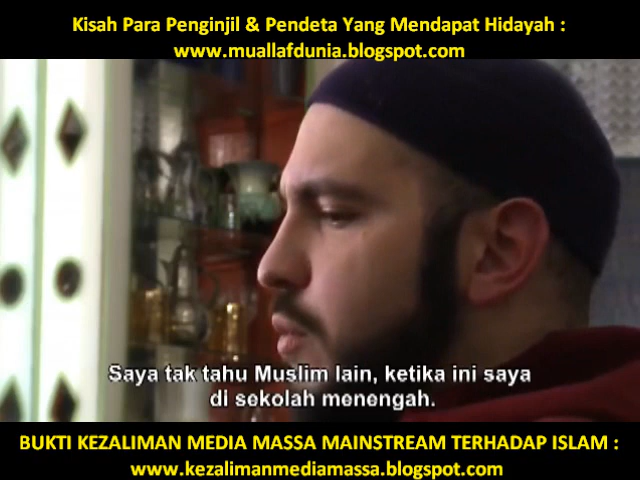 Kisah Para Penginjil & Pendeta Yang Mendapat Hidayah :
www.muallafdunia.blogspot.com
Saya tak tahu Muslim lain, ketika ini saya
di sekolah menengah.
BUKTI KEZALIMAN MEDIA MASSA MAINSTREAM TERHADAP ISLAM :
www.kezalimanmediamassa.blogspot.com